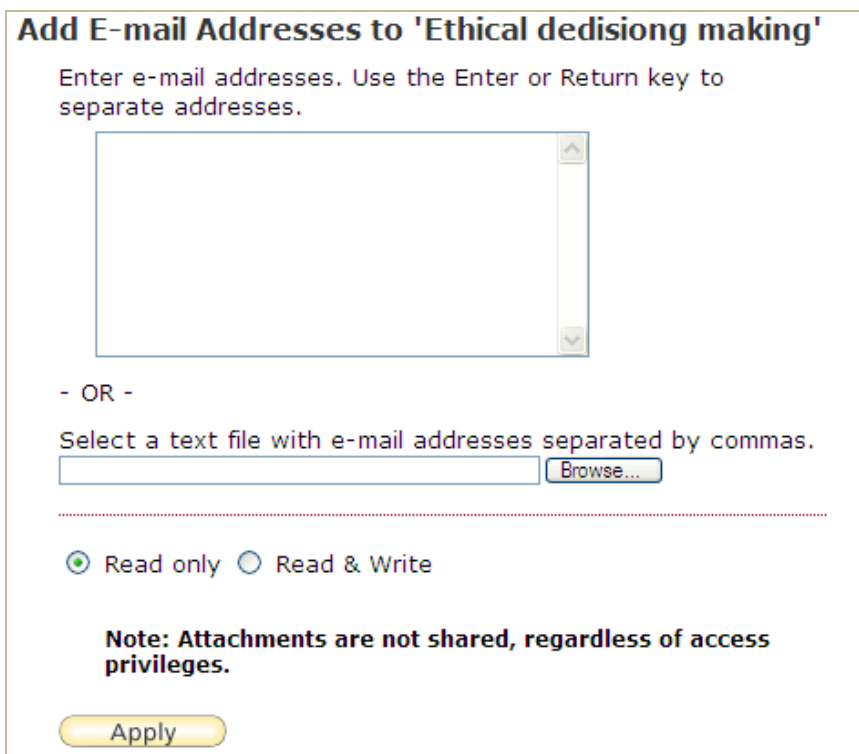 Add E-mail Addresses to 'Ethical dedisiong making'
Enter e-mail addresses. Use the Enter or Return key to
separate addresses.
- OR -
Select a text file with e-mail addresses separated by commas.
Browse...
Read only Read & Write
Note: Attachments are not shared, regardless of access
privileges.
Apply